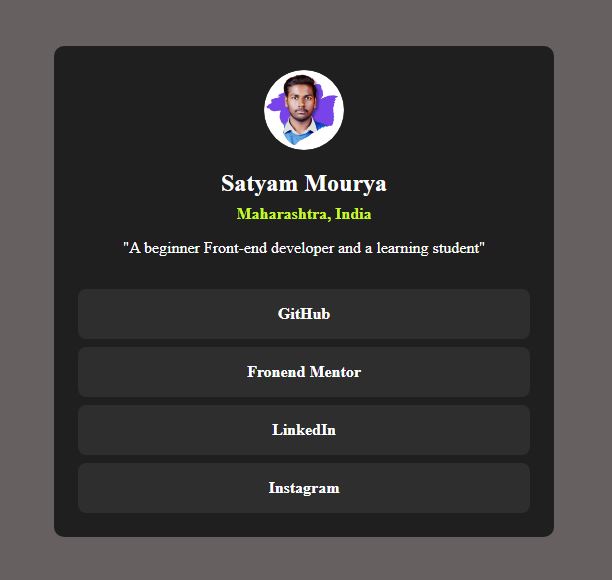 Satyam Mourya
Maharashtra, India
"A beginner Front-end developer and a learning student"
GitHub
Fronend Mentor
LinkedIn
Instagram